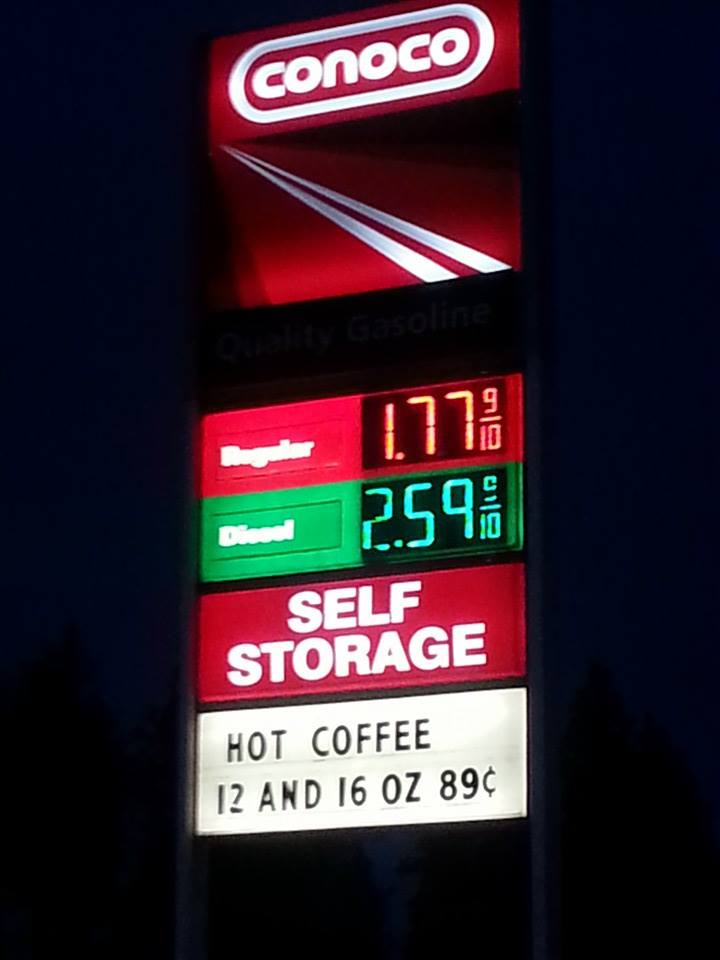 conoco
Quality Gasoline
Regular 1.77 9/10
Diesel 2.59 9/10
SELF
STORAGE
HOT COFFEE
12 AND 16 OZ 89¢